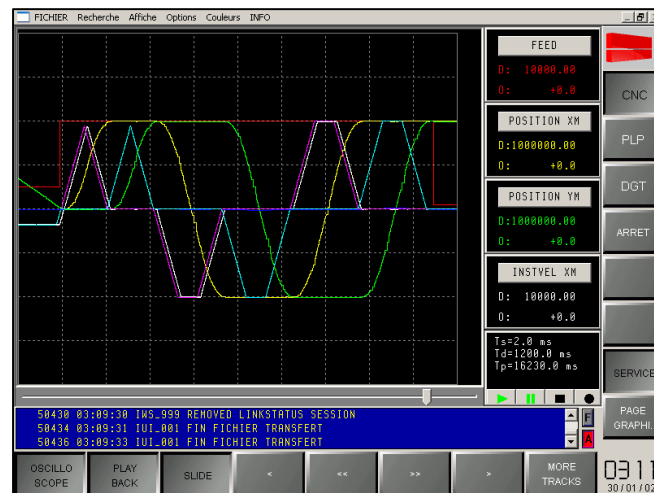 FICHIER Recherche Affiche Options Couleurs INFO
FEED
D: 10000.00
O: +0.0
POSITION XM
D:1000000.00
O: +0.0
POSITION YM
D:1000000.00
O: +0.0
INSTVEL XM
D: 10000.00
O: +0.0
Ts=2.0 ms
Td=1200.0 ms
Tp=16230.0 ms
CNC
PLP
DGT
ARRET
SERVICE
PAGE
GRAPHI.
50430 03:09:30 IWS_999 REMOVED LINKSTATUS SESSION
50434 03:09:31 IUI_001 FIN FICHIER TRANSFERT
50436 03:09:33 IUI_001 FIN FICHIER TRANSFERT
F
A
OSCILLO
SCOPE
PLAY
BACK
SLIDE
<
<<
>>
>
MORE
TRACKS
0311
30/01/02